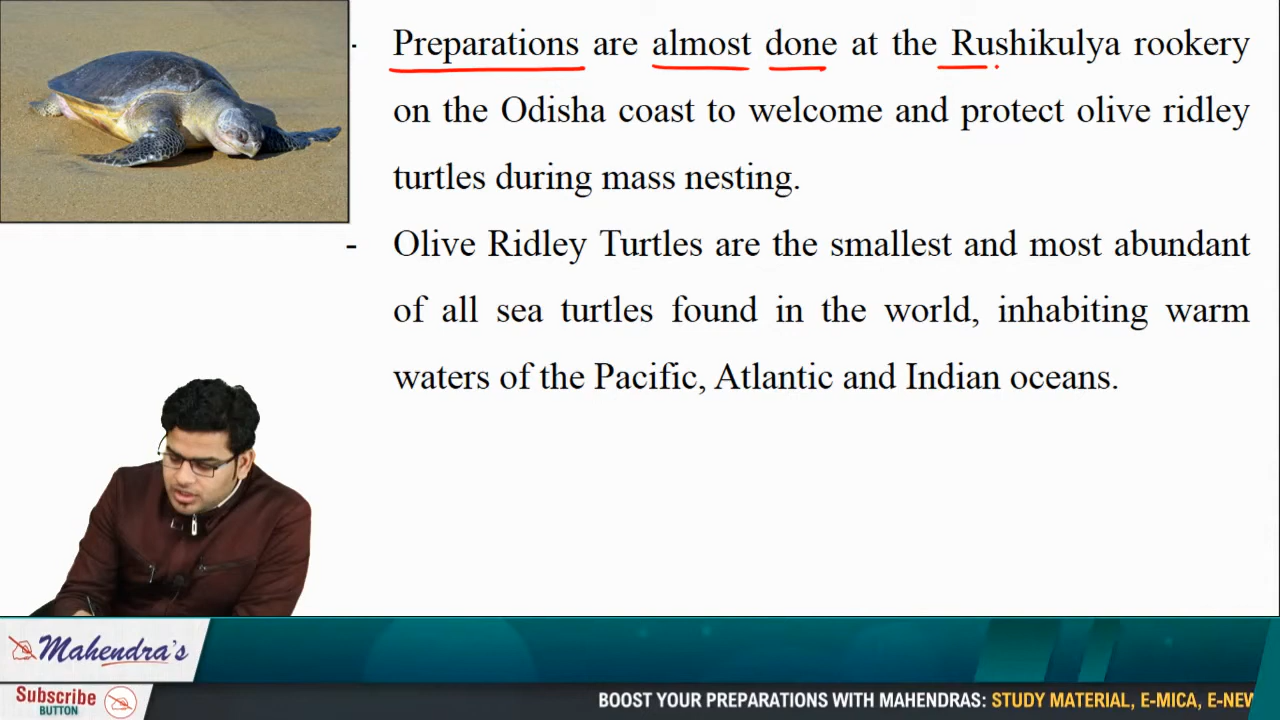 - Preparations are almost done at the Rushikulya rookery
on the Odisha coast to welcome and protect olive ridley
turtles during mass nesting.
- Olive Ridley Turtles are the smallest and most abundant
of all sea turtles found in the world, inhabiting warm
waters of the Pacific, Atlantic and Indian oceans.
Mahendra's
Subscribe
BUTTON
BOOST YOUR PREPARATIONS WITH MAHENDRAS: STUDY MATERIAL, E-MICA, E-NEW